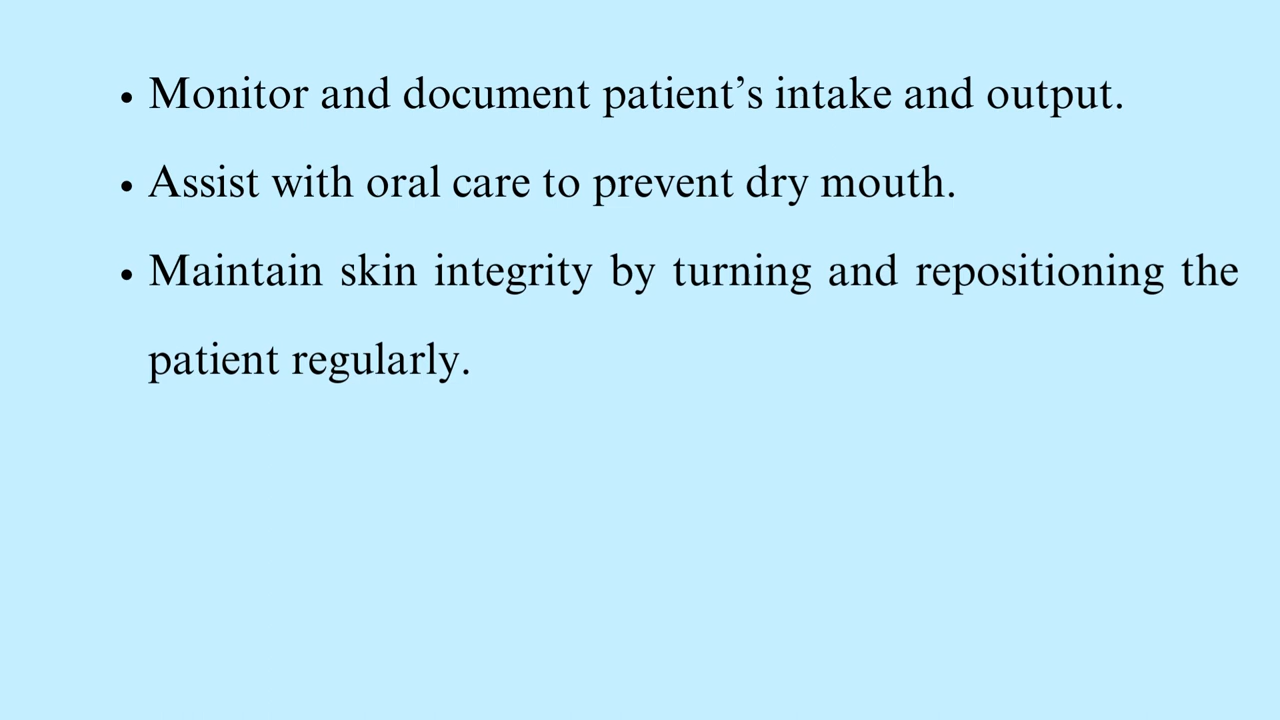 • Monitor and document patient’s intake and output.
• Assist with oral care to prevent dry mouth.
• Maintain skin integrity by turning and repositioning the
patient regularly.